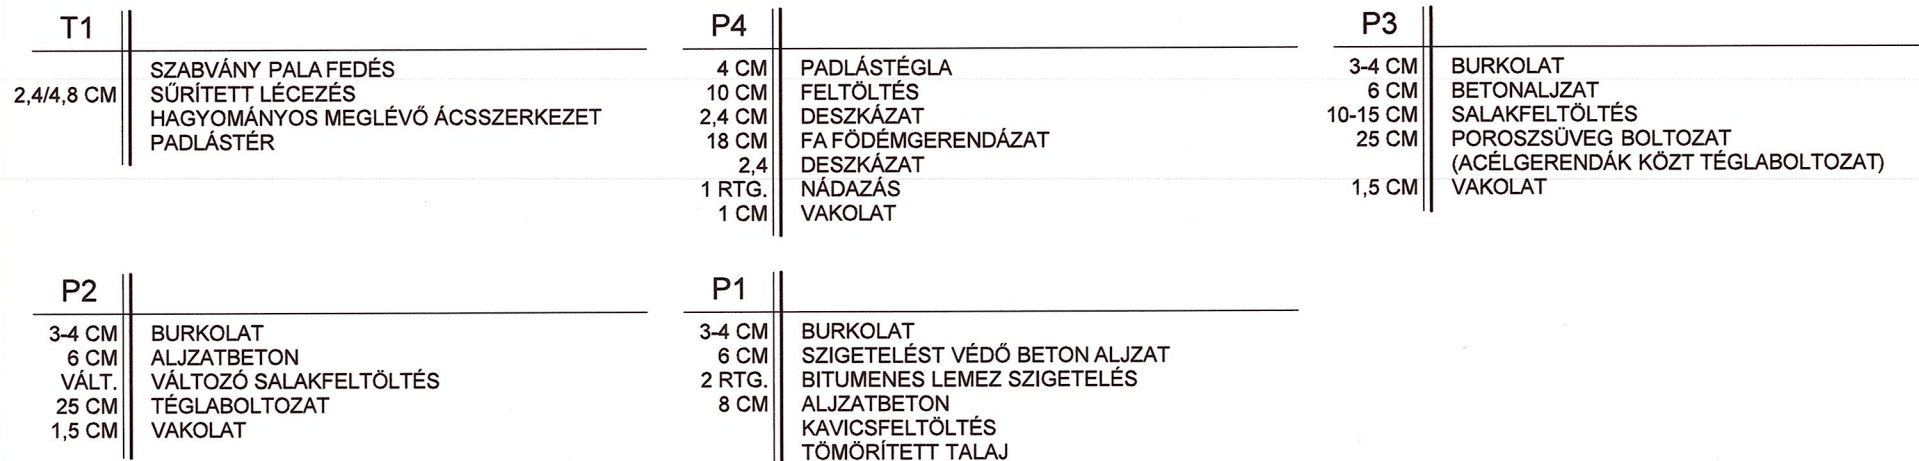 T1
SZABVÁNY PALA FEDÉS
2,4/4,8 CM SŰRÍTETT LÉCEZÉS
HAGYOMÁNYOS MEGLÉVŐ ÁCSSZERKEZET
PADLÁSTÉR
P4
4 CM PADLÁSTÉGLA
10 CM FELTÖLTÉS
2,4 CM DESZKÁZAT
18 CM FA FÖDÉMGERENDÁZAT
2,4 DESZKÁZAT
1 RTG. NÁDAZÁS
1 CM VAKOLAT
P3
3-4 CM BURKOLAT
6 CM BETONALJZAT
10-15 CM SALAKFELTÖLTÉS
25 CM POROSZSÜVEG BOLTOZAT
(ACÉLGERENDÁK KÖZT TÉGLABOLTOZAT)
1,5 CM VAKOLAT
P2
3-4 CM BURKOLAT
6 CM ALJZATBETON
VÁLT. VÁLTOZÓ SALAKFELTÖLTÉS
25 CM TÉGLABOLTOZAT
1,5 CM VAKOLAT
P1
3-4 CM BURKOLAT
6 CM SZIGETELÉST VÉDŐ BETON ALJZAT
2 RTG. BITUMENES LEMEZ SZIGETELÉS
8 CM ALJZATBETON
KAVICSFELTÖLTÉS
TÖMÖRÍTETT TALAJ